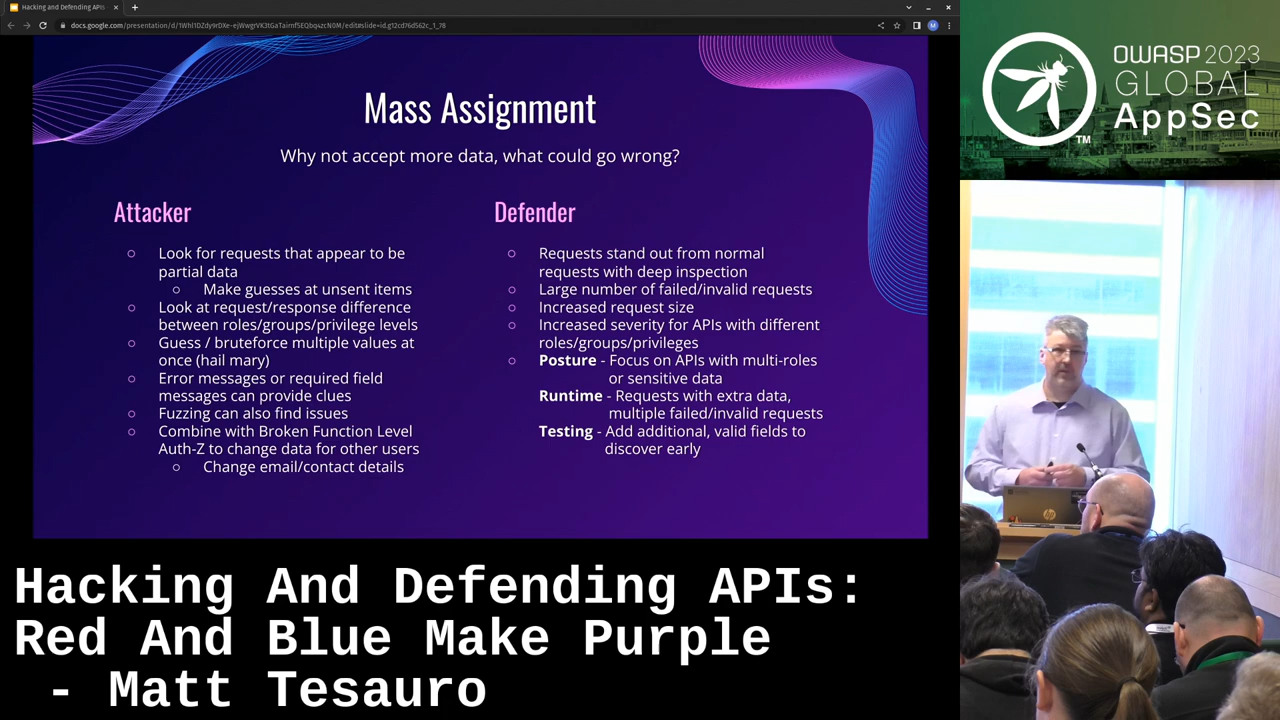 Hacking and Defending APIs -
docs.google.com/presentation/d/1WhI1DZdy9rDXe-ejWwgrVK3tGaTairnf5EQbq4zcN0M/edit#slide=id.g12cd76d562c_1_78
M
Mass Assignment
Why not accept more data, what could go wrong?
Attacker
Look for requests that appear to be
partial data
Make guesses at unsent items
Look at request/response difference
between roles/groups/privilege levels
Guess / bruteforce multiple values at
once (hail mary)
Error messages or required field
messages can provide clues
Fuzzing can also find issues
Combine with Broken Function Level
Auth-Z to change data for other users
Change email/contact details
Defender
Requests stand out from normal
requests with deep inspection
Large number of failed/invalid requests
Increased request size
Increased severity for APIs with different
roles/groups/privileges
Posture - Focus on APIs with multi-roles
or sensitive data
Runtime - Requests with extra data,
multiple failed/invalid requests
Testing - Add additional, valid fields to
discover early
OWASP 2023
GLOBAL
AppSec
TM
hp
Hacking And Defending APIs:
Red And Blue Make Purple
- Matt Tesauro